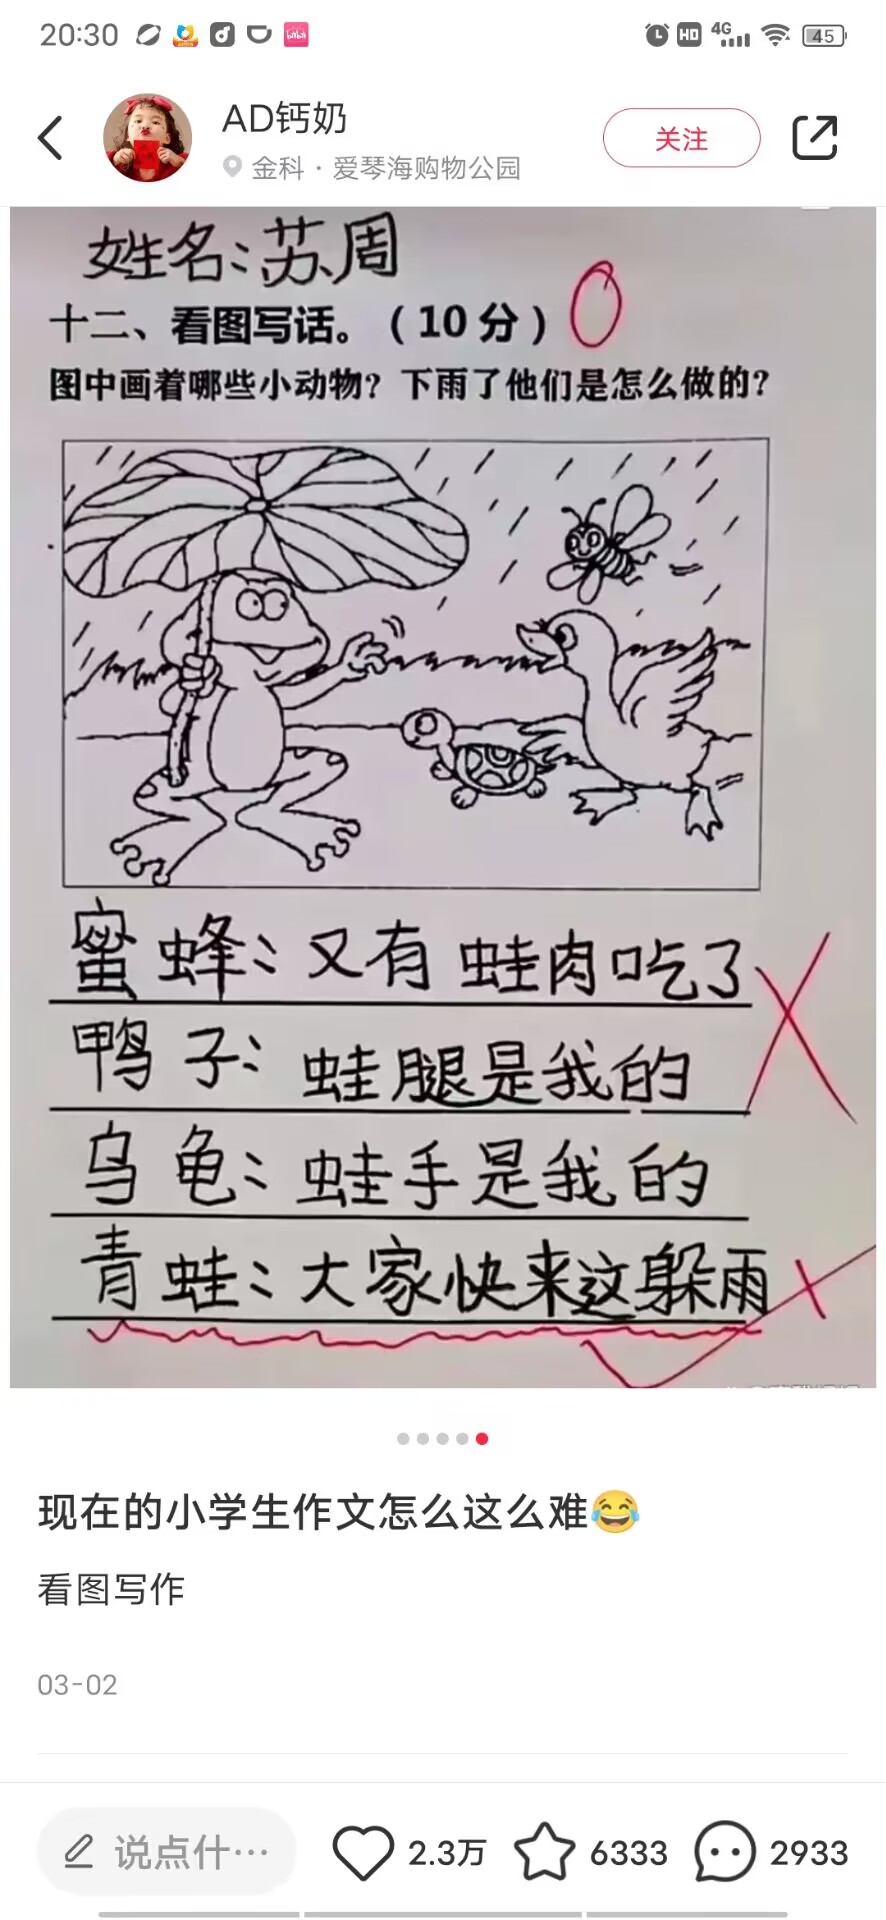 20:30
HD 4G 45
AD钙奶
金科·爱琴海购物公园
关注
姓名:苏周
十二、看图写话。(10分) 0
图中画着哪些小动物?下雨了他们是怎么做的?
蜜蜂:又有蛙肉吃了
鸭子:蛙腿是我的
乌龟:蛙手是我的
青蛙:大家快来这躲雨
现在的小学生作文怎么这么难😂
看图写作
03-02
说点什…
2.3万
6333
2933